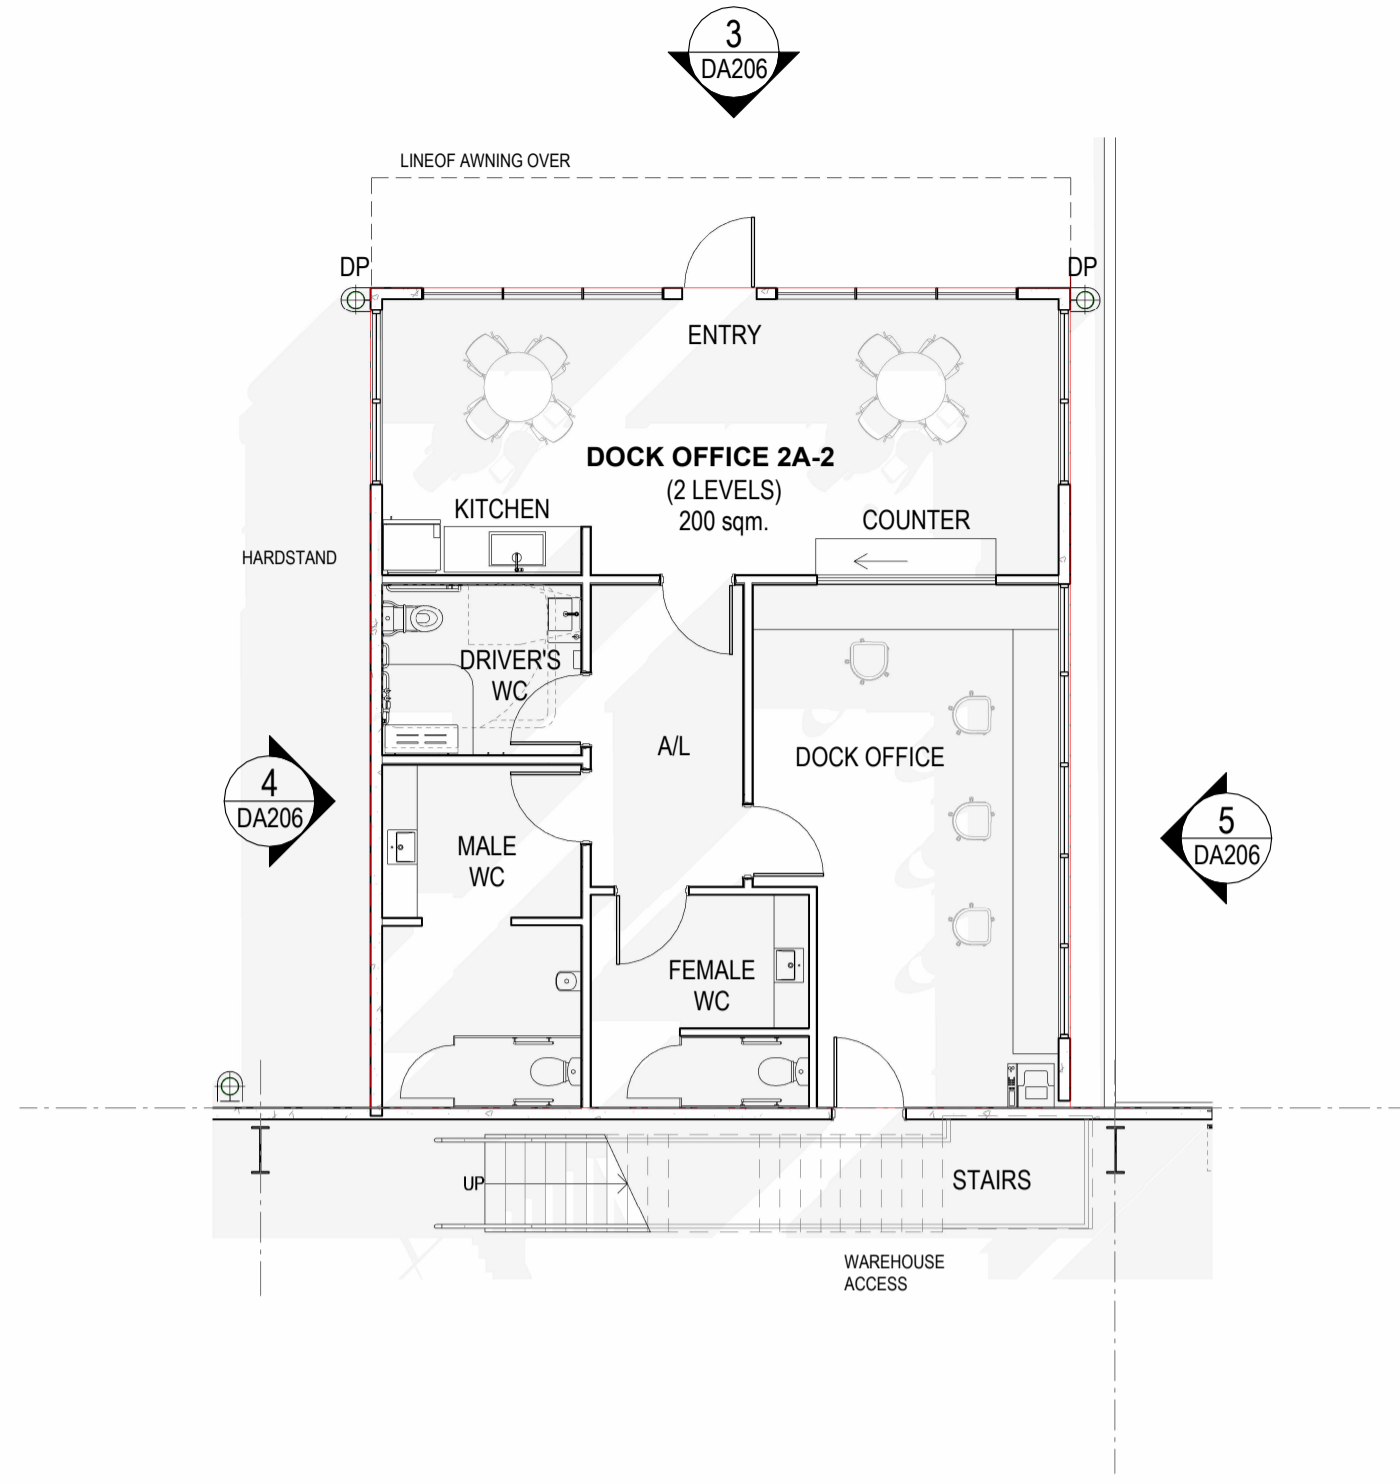 3
DA206
LINEOF AWNING OVER
DP
DP
ENTRY
DOCK OFFICE 2A-2
(2 LEVELS)
200 sqm.
KITCHEN
COUNTER
HARDSTAND
DRIVER'S
WC
A/L
DOCK OFFICE
4
DA206
5
DA206
MALE
WC
FEMALE
WC
UP
STAIRS
WAREHOUSE
ACCESS